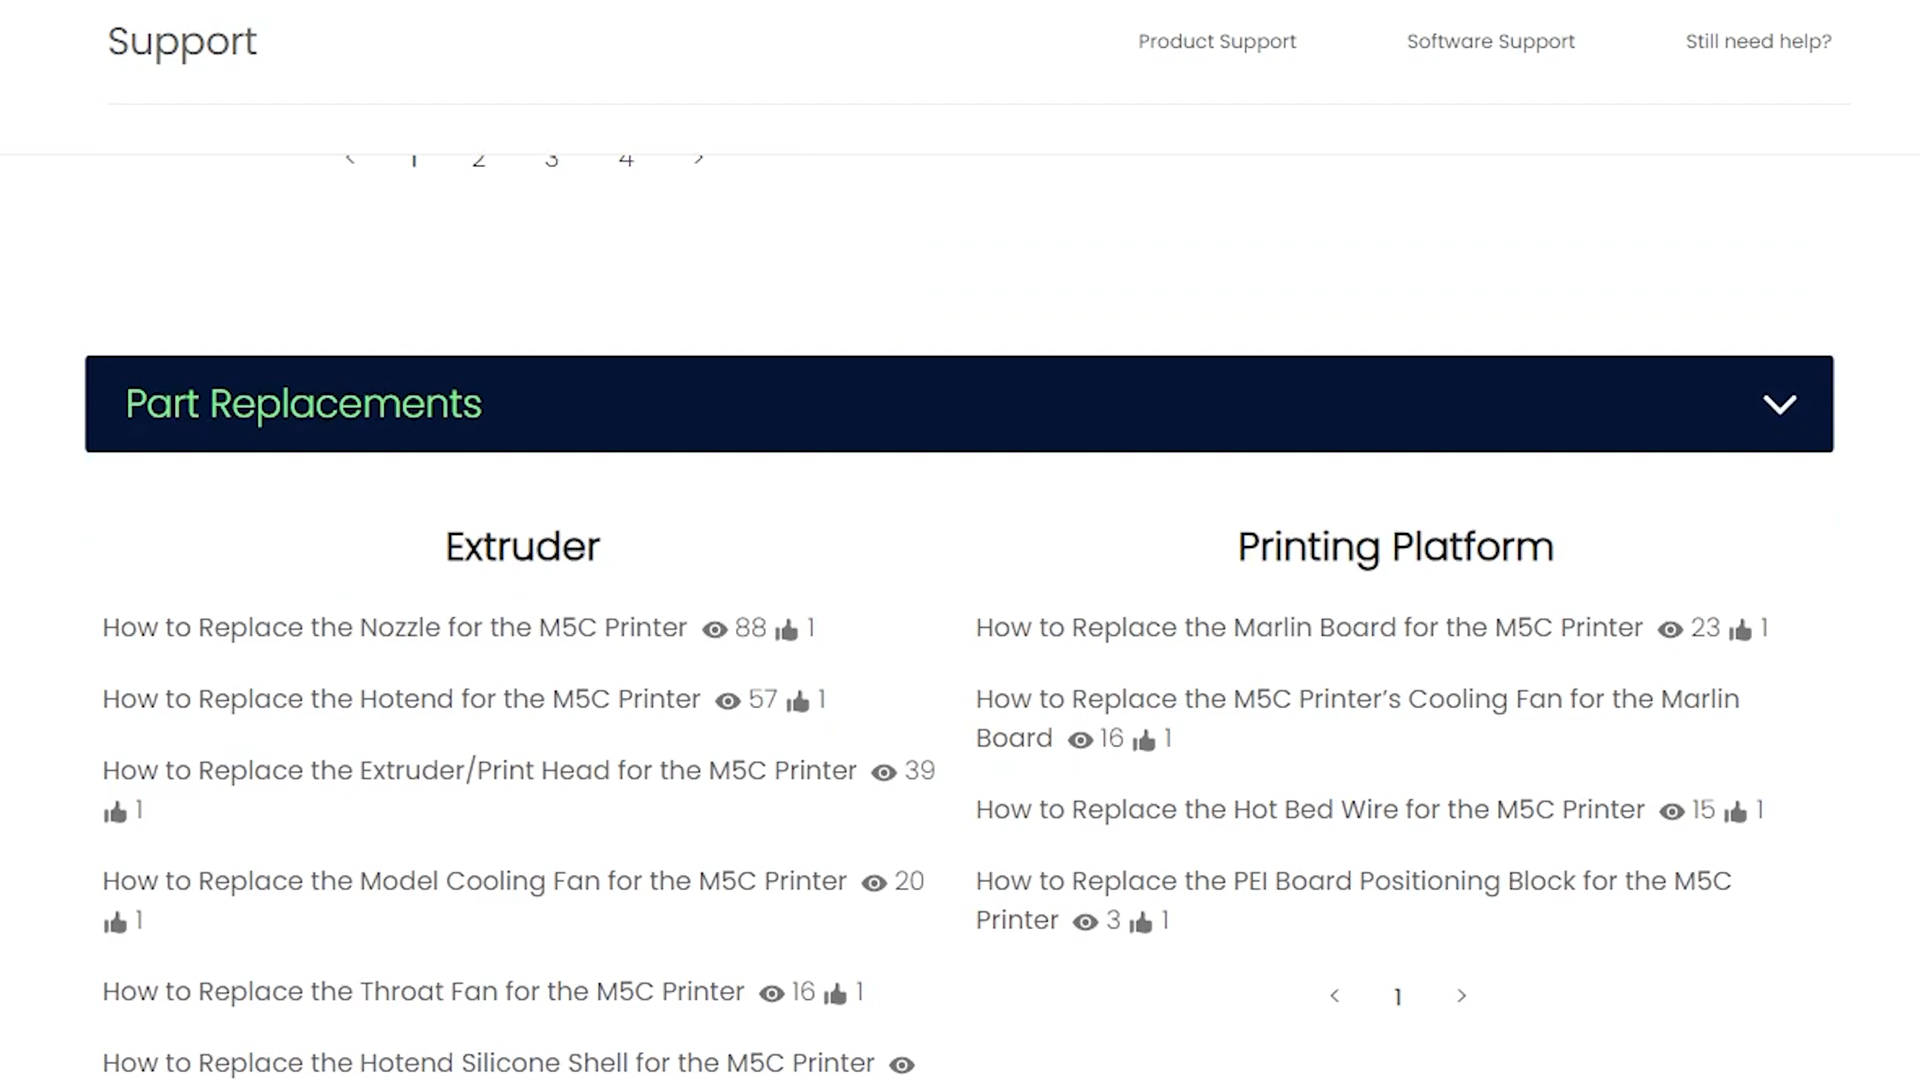 Support
Product Support
Software Support
Still need help?
< 1 2 3 4 >
Part Replacements
Extruder
How to Replace the Nozzle for the M5C Printer 88 1
How to Replace the Hotend for the M5C Printer 57 1
How to Replace the Extruder/Print Head for the M5C Printer 39
1
How to Replace the Model Cooling Fan for the M5C Printer 20
1
How to Replace the Throat Fan for the M5C Printer 16 1
How to Replace the Hotend Silicone Shell for the M5C Printer
Printing Platform
How to Replace the Marlin Board for the M5C Printer 23 1
How to Replace the M5C Printer’s Cooling Fan for the Marlin
Board 16 1
How to Replace the Hot Bed Wire for the M5C Printer 15 1
How to Replace the PEI Board Positioning Block for the M5C
Printer 3 1
< 1 >